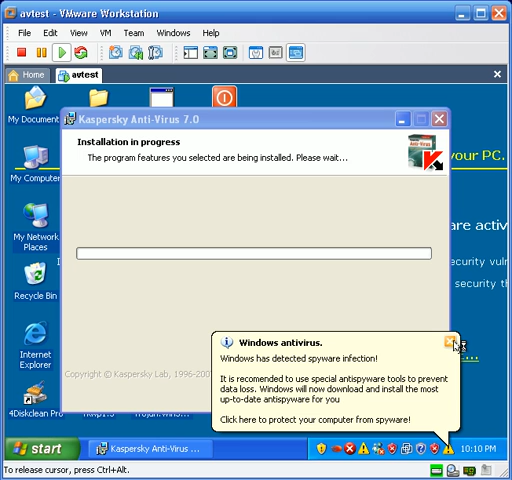 avtest - VMware Workstation
File Edit View VM Team Windows Help
Home avtest
My Document
My Computer
My Network
Places
Recycle Bin
Internet
Explorer
4Disklean Pro
Kaspersky Anti-Virus 7.0
Installation in progress
The program features you selected are being installed. Please wait...
your PC.
are activ
ecurity vuln
security th
Copyright © Kaspersky Lab, 1996-200
Windows antivirus.
Windows has detected spyware infection!
It is recomended to use special antispyware tools to prevent
data loss. Windows will now download and install the most
up-to-date antispyware for you
Click here to protect your computer from spyware!
start
Kaspersky Anti-Virus ...
10:10 PM
To release cursor, press Ctrl+Alt.